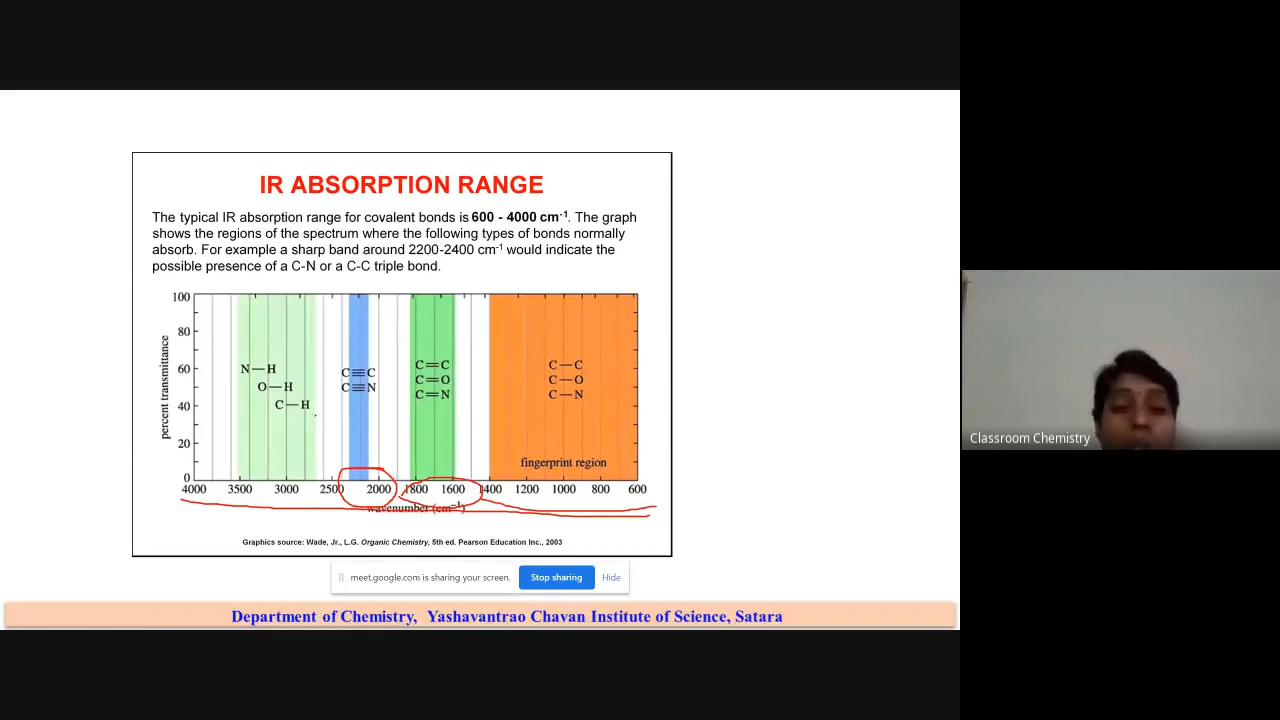 IR ABSORPTION RANGE
The typical IR absorption range for covalent bonds is 600 - 4000 cm⁻¹. The graph
shows the regions of the spectrum where the following types of bonds normally
absorb. For example a sharp band around 2200-2400 cm⁻¹ would indicate the
possible presence of a C-N or a C-C triple bond.
percent transmittance
100
80
60
40
20
0
N—H
O—H
C—H
C≡C
C≡N
C=C
C=O
C=N
C—C
C—O
C—N
fingerprint region
4000 3500 3000 2500 2000 1800 1600 1400 1200 1000 800 600
wavenumber (cm⁻¹)
Graphics source: Wade, Jr., L.G. Organic Chemistry, 5th ed. Pearson Education Inc., 2003
meet.google.com is sharing your screen. Stop sharing Hide
Department of Chemistry, Yashavantrao Chavan Institute of Science, Satara
Classroom Chemistry